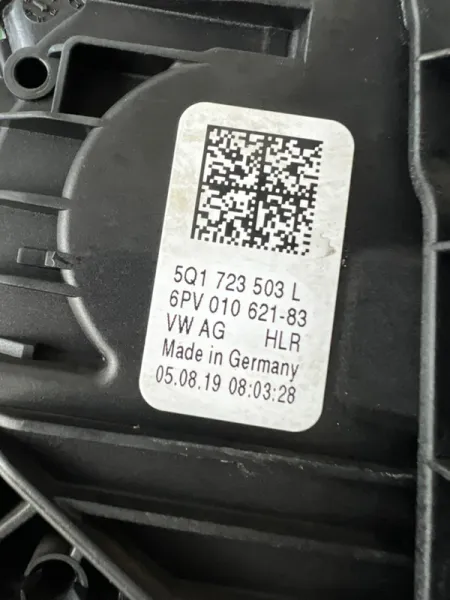 5Q1 723 503 L
6PV 010 621-83
VW AG HLR
Made in Germany
05.08.19 08:03:28